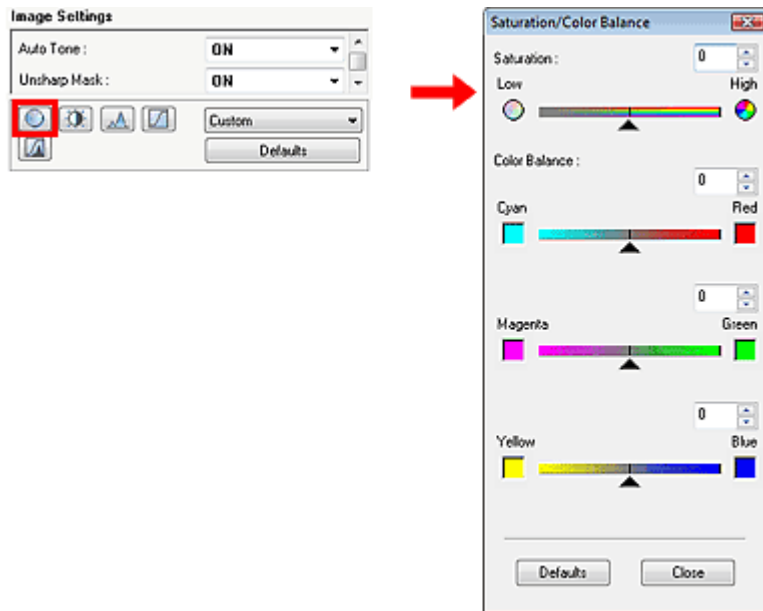 Image Settings
Auto Tone : ON
Unsharp Mask : ON
Custom
Defaults
Saturation/Color Balance
Saturation : 0
Low High
Color Balance :
0
Cyan Red
0
Magenta Green
0
Yellow Blue
Defaults Close